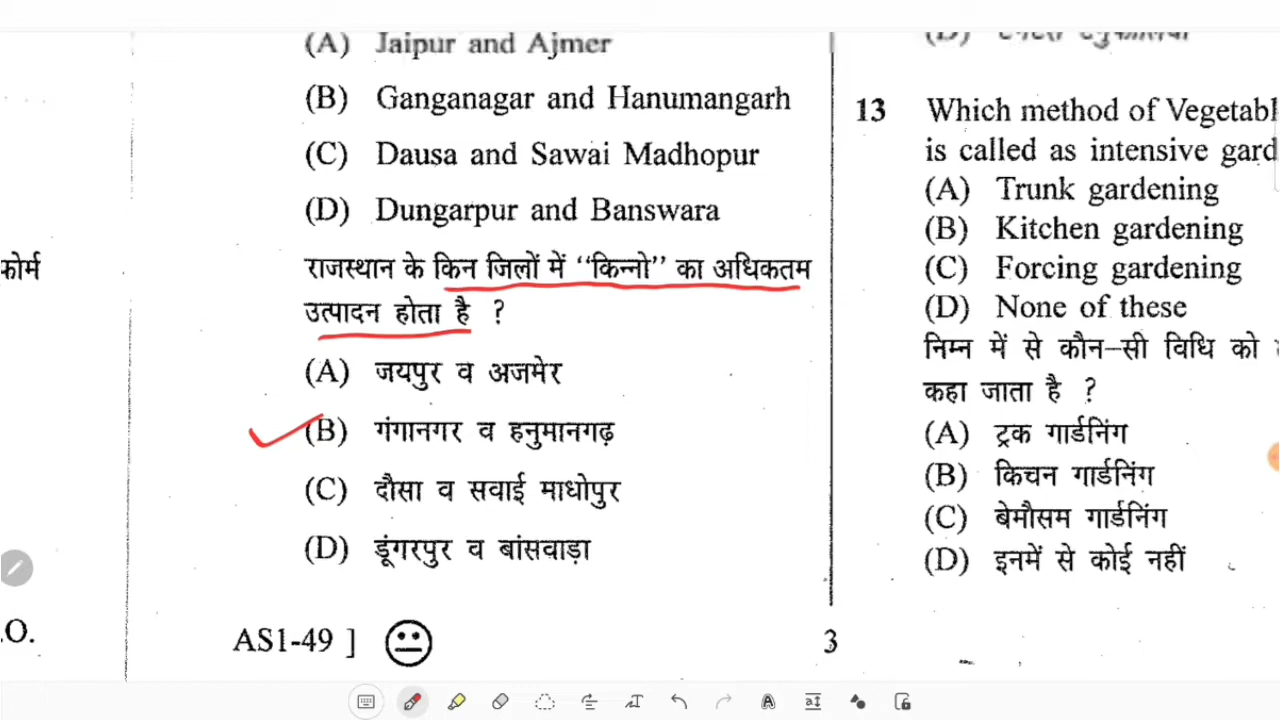 (A) Jaipur and Ajmer
(B) Ganganagar and Hanumangarh
(C) Dausa and Sawai Madhopur
(D) Dungarpur and Banswara
राजस्थान के किन जिलों में “किन्नो” का अधिकतम
उत्पादन होता है ?
(A) जयपुर व अजमेर
(B) गंगानगर व हनुमानगढ़
(C) दौसा व सवाई माधोपुर
(D) डूंगरपुर व बांसवाड़ा
AS1-49 ]
3
फोर्म
.O.
(D)
13 Which method of Vegetabl
is called as intensive gard
(A) Trunk gardening
(B) Kitchen gardening
(C) Forcing gardening
(D) None of these
निम्न में से कौन-सी विधि को
कहा जाता है ?
(A) ट्रक गार्डनिंग
(B) किचन गार्डनिंग
(C) बेमौसम गार्डनिंग
(D) इनमें से कोई नहीं